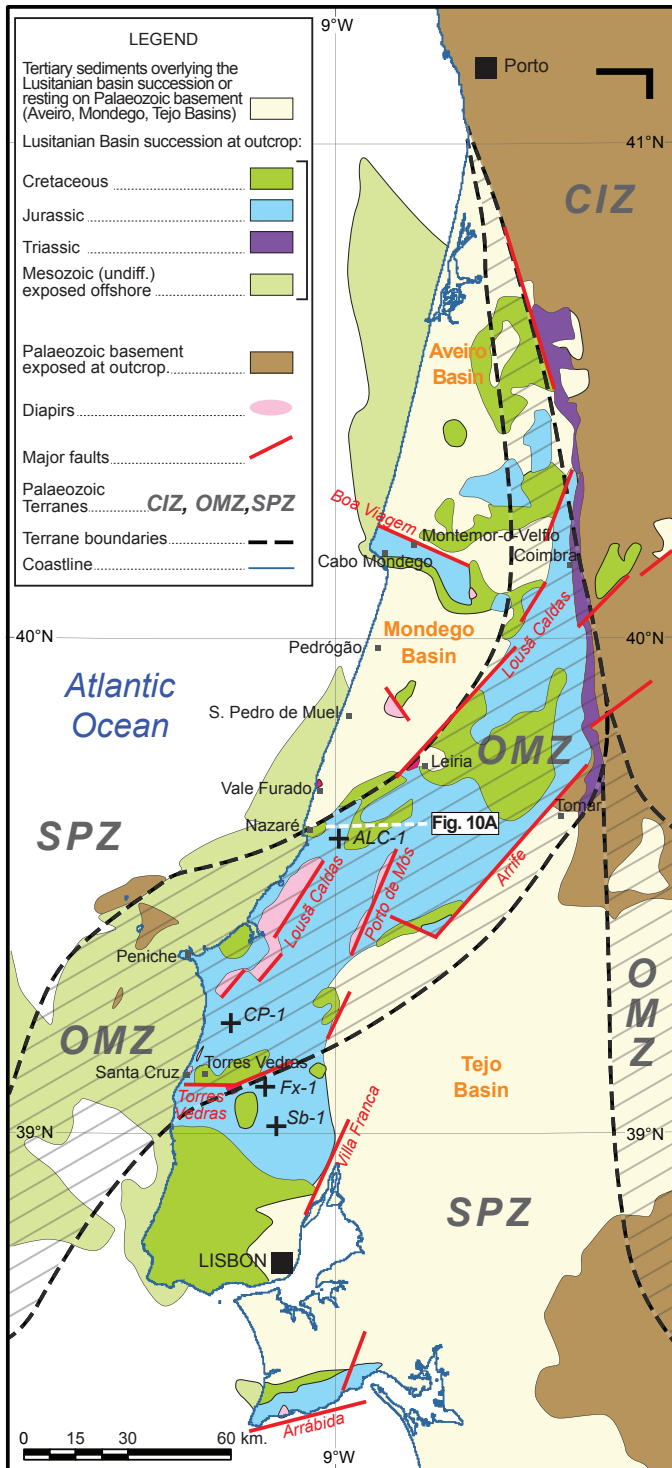 LEGEND
Tertiary sediments overlying the
Lusitanian basin succession or
resting on Palaeozoic basement
(Aveiro, Mondego, Tejo Basins)
Lusitanian Basin succession at outcrop:
Cretaceous
Jurassic
Triassic
Mesozoic (undiff.)
exposed offshore
Palaeozoic basement
exposed at outcrop.
Diapirs
Major faults
Palaeozoic
Terranes CIZ, OMZ, SPZ
Terrane boundaries
Coastline
9°W
Porto
41°N
CIZ
Aveiro
Basin
Boa Viagem
Montemor-o-Velho
Cabo Mondego
Coimbra
40°N
40°N
Mondego
Basin
Lousã Caldas
Pedrógão
Atlantic
Ocean
S. Pedro de Muel
OMZ
Leiria
Vale Furado
Tomar
Nazaré
Fig. 10A
ALC-1
SPZ
Lousã Caldas
Porto de Mós
Arrife
Peniche
OMZ
CP-1
OMZ
Santa Cruz
Torres Vedras
Torres
Vedras
Fx-1
Tejo
Basin
Sb-1
39°N
39°N
Villa Franca
SPZ
LISBON
Arrábida
0 15 30 60 km.
9°W